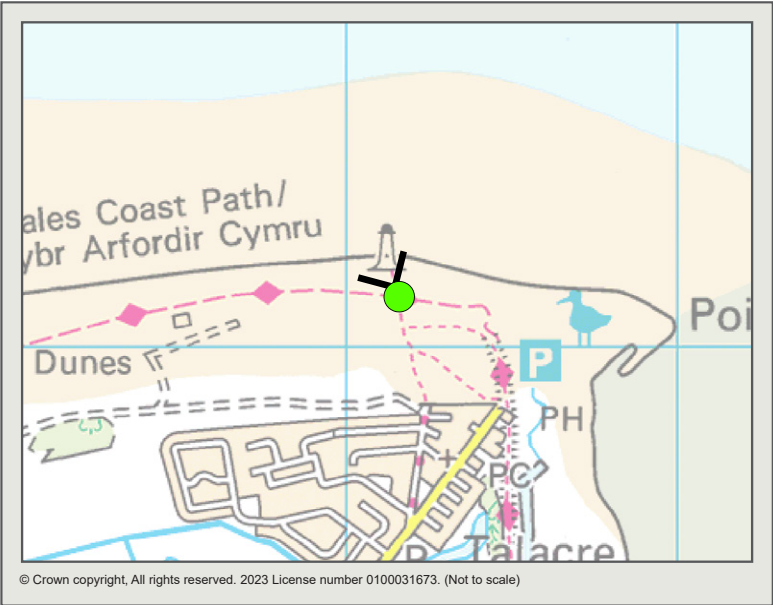 ales Coast Path/
ybr Arfordir Cymru
Poi
P
Dunes
PH
PC
P
Talacre
© Crown copyright, All rights reserved. 2023 License number 0100031673. (Not to scale)